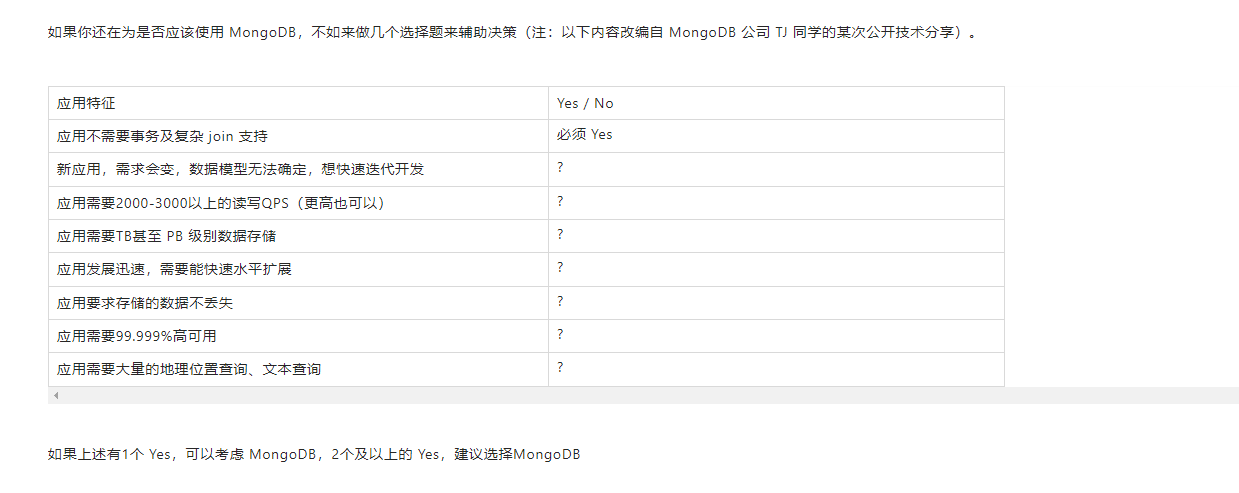 如果你还在为是否应该使用 MongoDB，不如来做几个选择题来辅助决策（注：以下内容改编自 MongoDB 公司 TJ 同学的某次公开技术分享）。
应用特征 Yes / No
应用不需要事务及复杂 join 支持 必须 Yes
新应用，需求会变，数据模型无法确定，想快速迭代开发 ?
应用需要2000-3000以上的读写QPS（更高也可以） ?
应用需要TB甚至 PB 级别数据存储 ?
应用发展迅速，需要能快速水平扩展 ?
应用要求存储的数据不丢失 ?
应用需要99.999%高可用 ?
应用需要大量的地理位置查询、文本查询 ?
如果上述有1个 Yes，可以考虑 MongoDB，2个及以上的 Yes，建议选择MongoDB